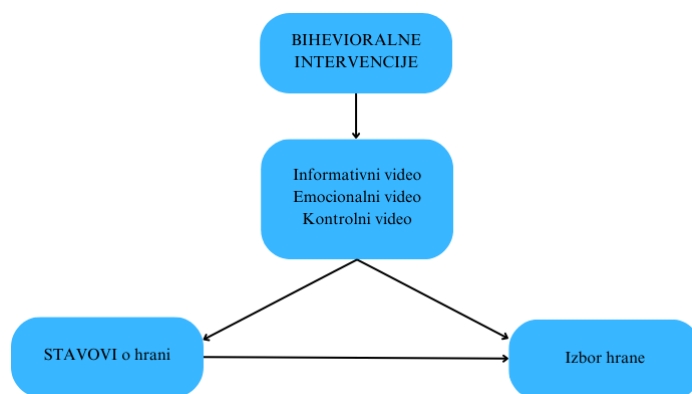 BIHEVIORALNE
INTERVENCIJE
Informativni video
Emocionalni video
Kontrolni video
STAVOVI o hrani
Izbor hrane